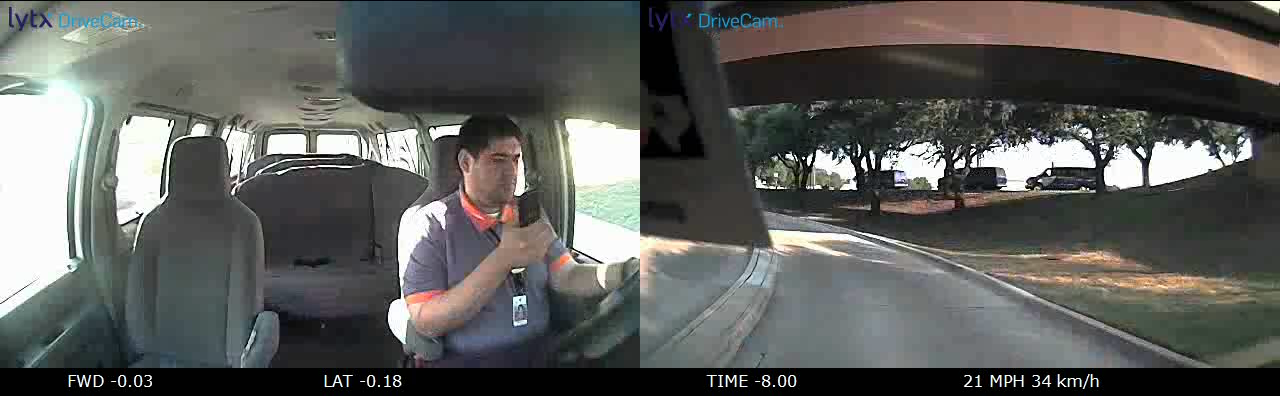 lytx DriveCam.
lytx DriveCam.
FWD -0.03 LAT -0.18 TIME -8.00 21 MPH 34 km/h